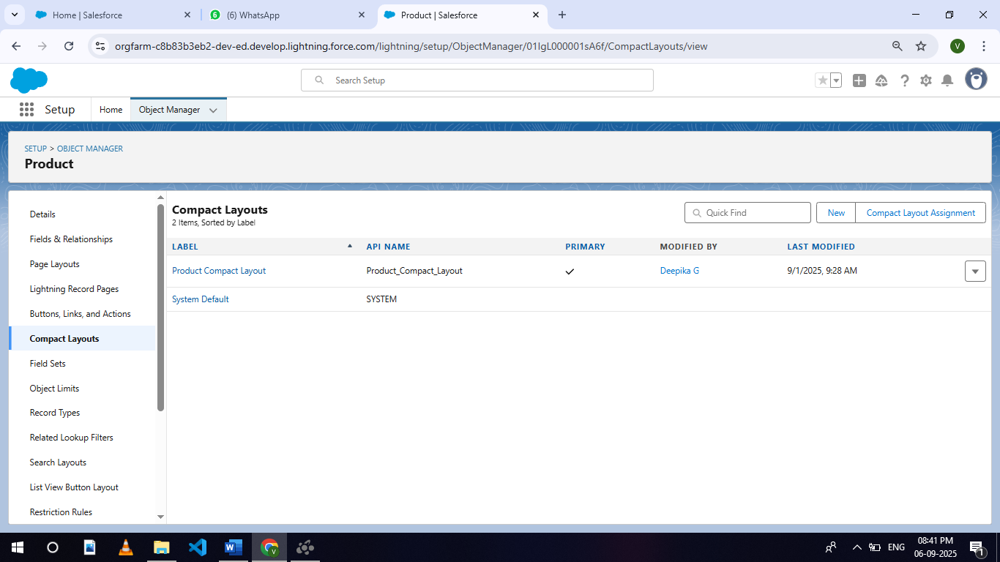 Home | Salesforce
6 (6) WhatsApp
Product | Salesforce
orgfarm-c8b83b3eb2-dev-ed.develop.lightning.force.com/lightning/setup/ObjectManager/01IgL000001sA6f/CompactLayouts/view
V
Search Setup
Setup
Home
Object Manager
SETUP > OBJECT MANAGER
Product
Details
Fields & Relationships
Page Layouts
Lightning Record Pages
Buttons, Links, and Actions
Compact Layouts
Field Sets
Object Limits
Record Types
Related Lookup Filters
Search Layouts
List View Button Layout
Restriction Rules
Compact Layouts
2 Items, Sorted by Label
Quick Find
New
Compact Layout Assignment
LABEL API NAME PRIMARY MODIFIED BY LAST MODIFIED
Product Compact Layout Product_Compact_Layout Deepika G 9/1/2025, 9:28 AM
System Default SYSTEM
W
V
ENG
08:41 PM
06-09-2025
1